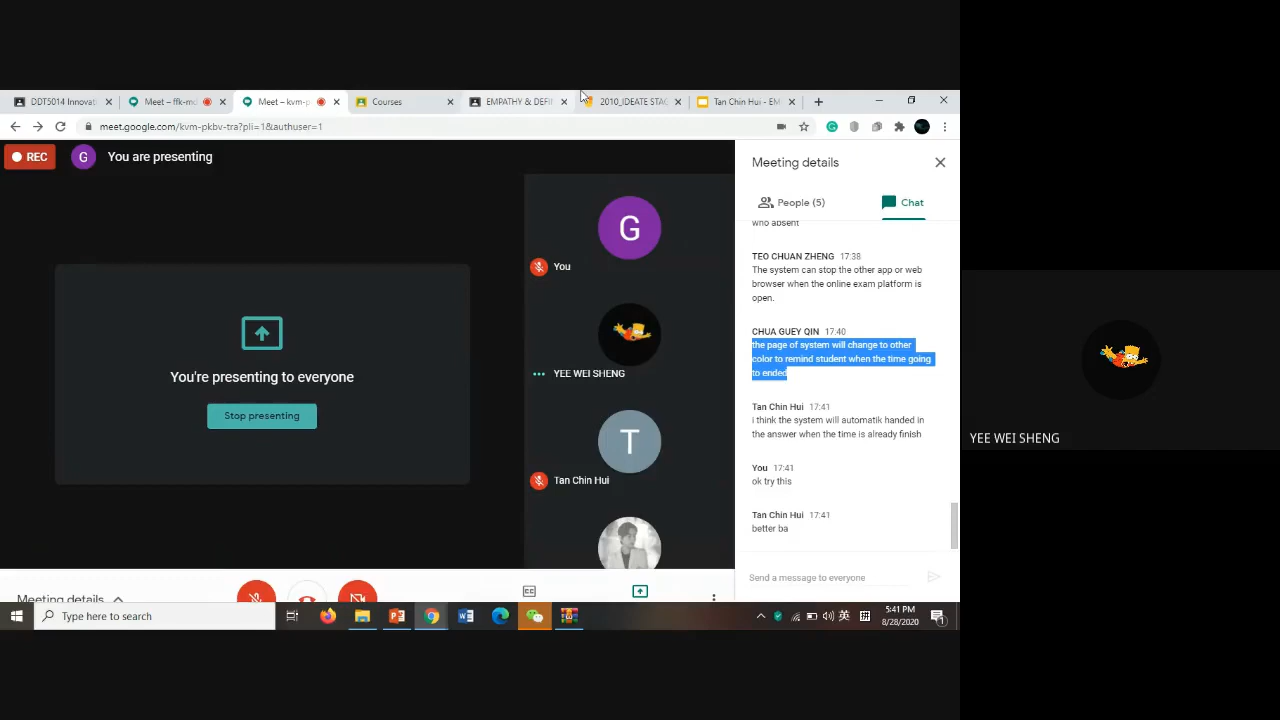 DDT5014 Innovat
Meet – ffk-mc
Meet – kvm-p
Courses
EMPATHY & DEFI
2010_IDEATE STAG
Tan Chin Hui - EM
meet.google.com/kvm-pkbv-tra?pli=1&authuser=1
REC
G
You are presenting
Meeting details
People (5)
Chat
who absent
TEO CHUAN ZHENG 17:38
The system can stop the other app or web
browser when the online exam platform is
open.
CHUA GUEY QIN 17:40
the page of system will change to other
color to remind student when the time going
to ended
Tan Chin Hui 17:41
i think the system will automatik handed in
the answer when the time is already finish
You 17:41
ok try this
Tan Chin Hui 17:41
better ba
Send a message to everyone
G
You
YEE WEI SHENG
T
Tan Chin Hui
You're presenting to everyone
Stop presenting
Meeting details
CC
Type here to search
英
5:41 PM
8/28/2020
1
YEE WEI SHENG